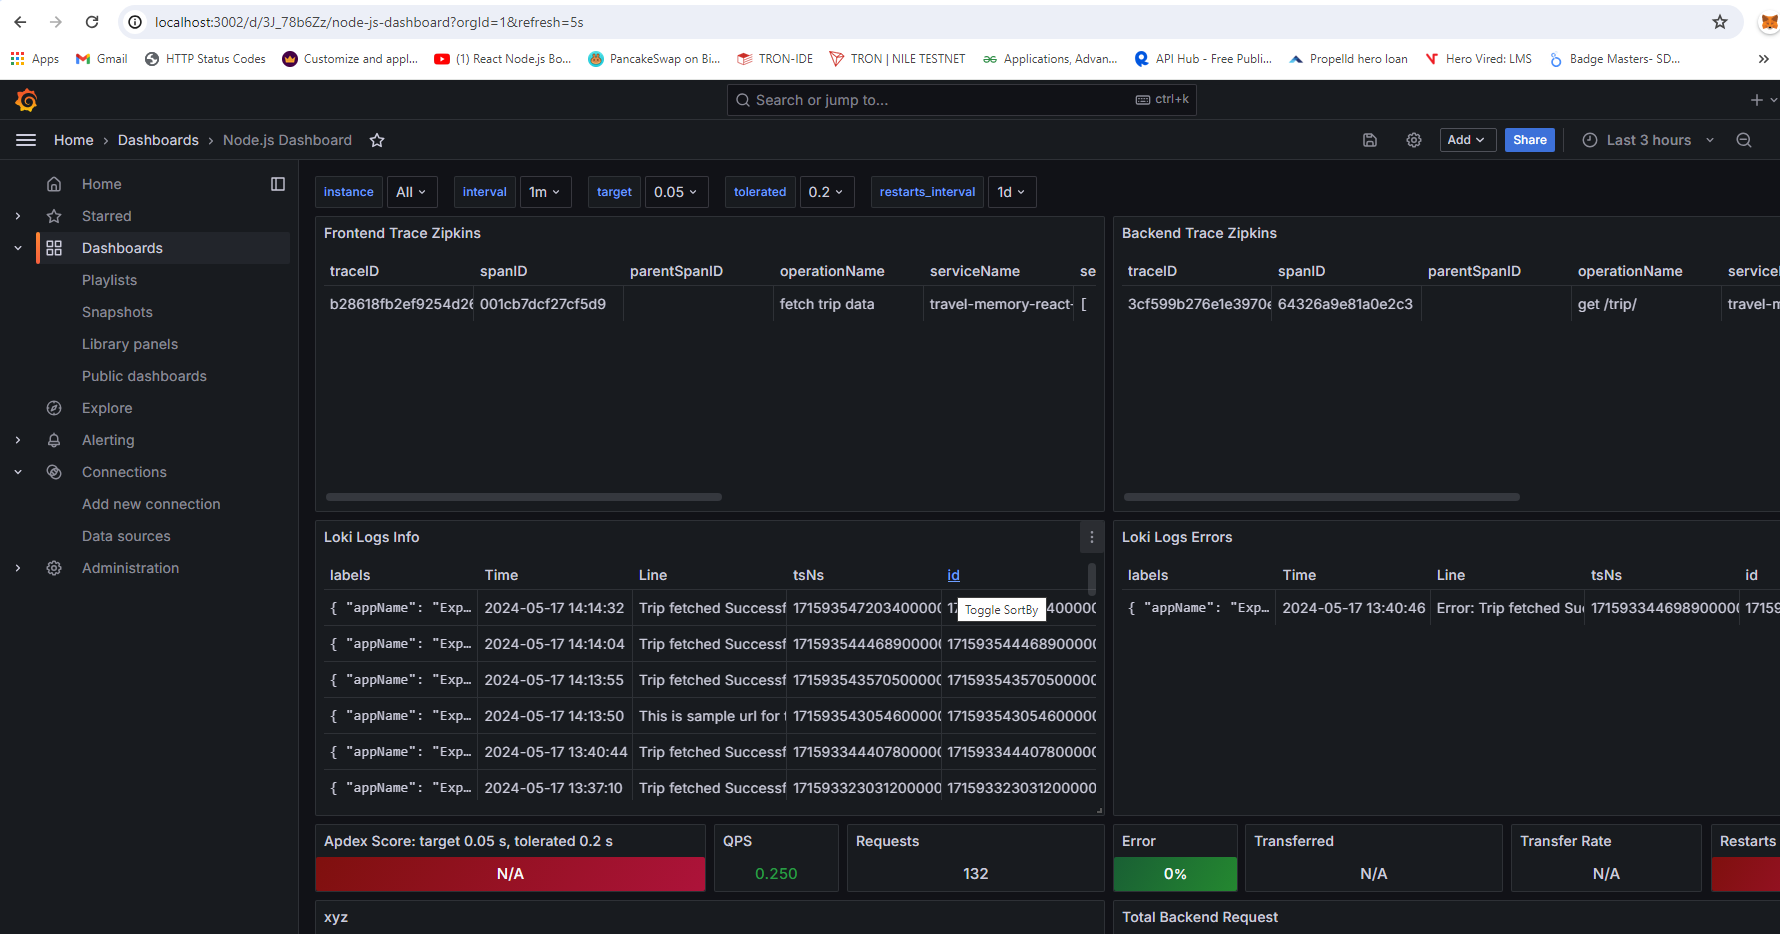 localhost:3002/d/3J_78b6Zz/node-js-dashboard?orgId=1&refresh=5s
Apps Gmail HTTP Status Codes Customize and appl... (1) React Node.js Bo... PancakeSwap on Bi... TRON-IDE TRON | NILE TESTNET Applications, Advan... API Hub - Free Publi... Propelld hero loan Hero Vired: LMS Badge Masters- SD... »
Search or jump to... ctrl+k
Home › Dashboards › Node.js Dashboard Add Share Last 3 hours
Home
Starred
Dashboards
Playlists
Snapshots
Library panels
Public dashboards
Explore
Alerting
Connections
Add new connection
Data sources
Administration
instance All interval 1m target 0.05 tolerated 0.2 restarts_interval 1d
Frontend Trace Zipkins
traceID spanID parentSpanID operationName serviceName se
b28618fb2ef9254d26 001cb7dcf27cf5d9 fetch trip data travel-memory-react- [
Backend Trace Zipkins
traceID spanID parentSpanID operationName serviceI
3cf599b276e1e3970e 64326a9e81a0e2c3 get /trip/ travel-m
Loki Logs Info
labels Time Line tsNs id
{ "appName": "Exp... 2024-05-17 14:14:32 Trip fetched Successf 1715935472034000 17 400000
Toggle SortBy
{ "appName": "Exp... 2024-05-17 14:14:04 Trip fetched Successf 171593544468900000 171593544468900000
{ "appName": "Exp... 2024-05-17 14:13:55 Trip fetched Successf 171593543570500000 171593543570500000
{ "appName": "Exp... 2024-05-17 14:13:50 This is sample url for t 171593543054600000 171593543054600000
{ "appName": "Exp... 2024-05-17 13:40:44 Trip fetched Successf 171593344407800000 171593344407800000
{ "appName": "Exp... 2024-05-17 13:37:10 Trip fetched Successf 171593323031200000 171593323031200000
Loki Logs Errors
labels Time Line tsNs id
{ "appName": "Exp... 2024-05-17 13:40:46 Error: Trip fetched Su 171593344698900000 17159
Apdex Score: target 0.05 s, tolerated 0.2 s
N/A
QPS
0.250
Requests
132
Error
0%
Transferred
N/A
Transfer Rate
N/A
Restarts
xyz
Total Backend Request